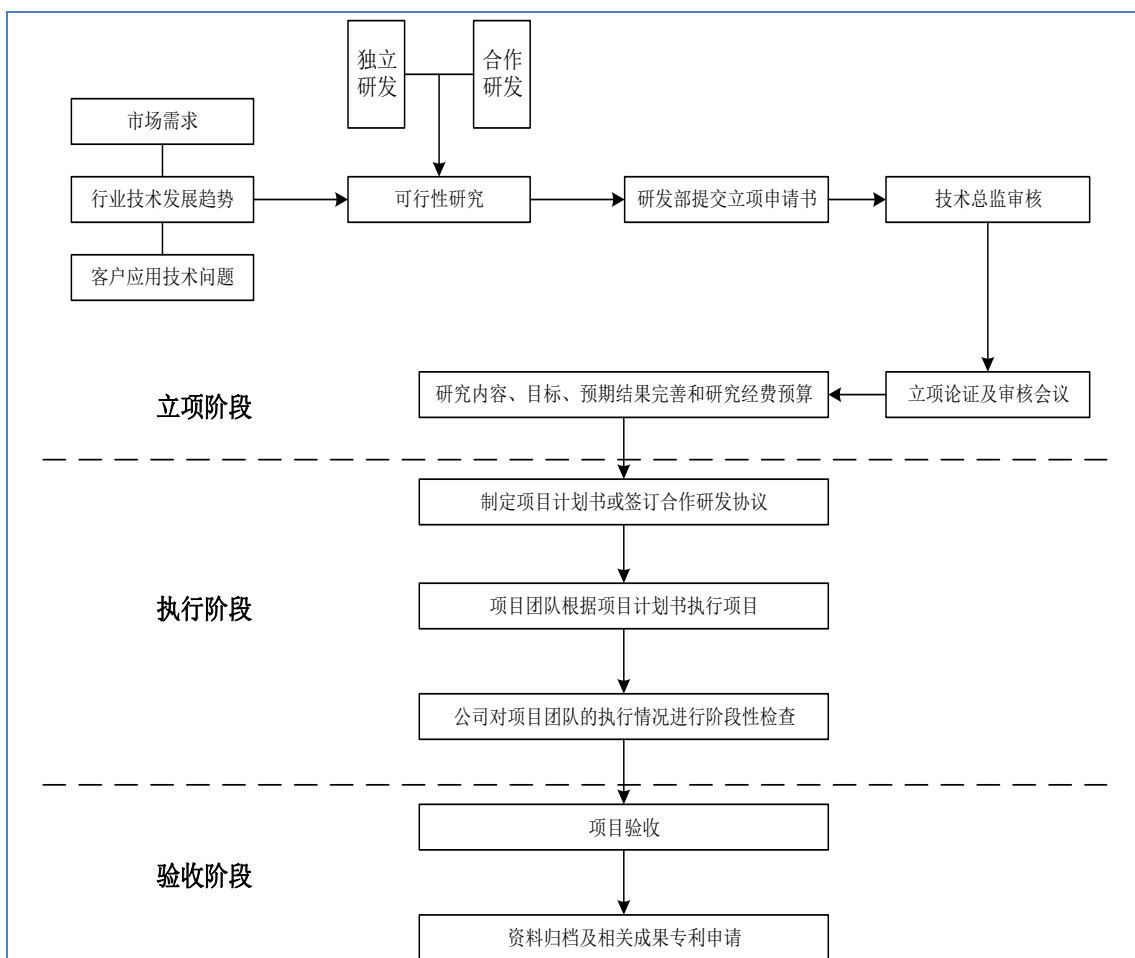 独立
研发
合作
研发
市场需求
行业技术发展趋势
可行性研究
研发部提交立项申请书
技术总监审核
客户应用技术问题
立项阶段
研究内容、目标、预期结果完善和研究经费预算
立项论证及审核会议
制定项目计划书或签订合作研发协议
执行阶段
项目团队根据项目计划书执行项目
公司对项目团队的执行情况进行阶段性检查
项目验收
验收阶段
资料归档及相关成果专利申请